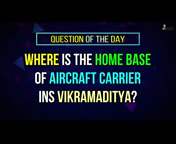 QUESTION OF THE DAY
WHERE IS THE HOME BASE
OF AIRCRAFT CARRIER
INS VIKRAMADITYA?